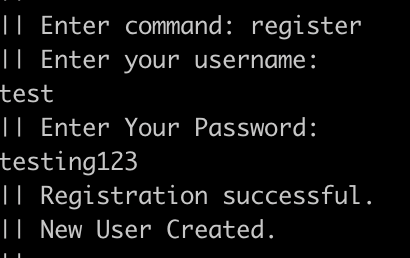 || Enter command: register
|| Enter your username:
test
|| Enter Your Password:
testing123
|| Registration successful.
|| New User Created.
||